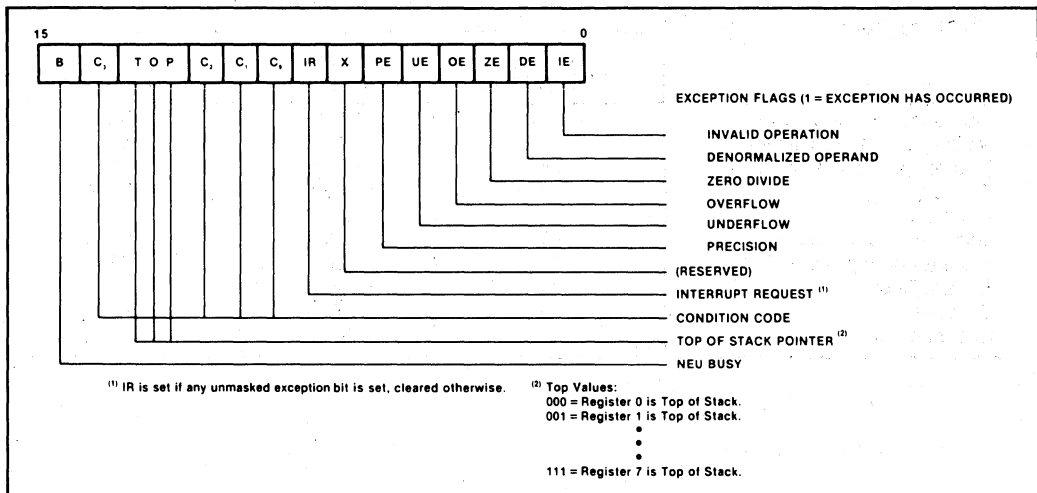 15 0
B C₃ T O P C₂ C₁ C₀ IR X PE UE OE ZE DE IE
EXCEPTION FLAGS (1 = EXCEPTION HAS OCCURRED)
INVALID OPERATION
DENORMALIZED OPERAND
ZERO DIVIDE
OVERFLOW
UNDERFLOW
PRECISION
(RESERVED)
INTERRUPT REQUEST ⁽¹⁾
CONDITION CODE
TOP OF STACK POINTER ⁽²⁾
NEU BUSY
⁽¹⁾ IR is set if any unmasked exception bit is set, cleared otherwise.
⁽²⁾ Top Values:
000 = Register 0 is Top of Stack.
001 = Register 1 is Top of Stack.
•
•
•
111 = Register 7 is Top of Stack.